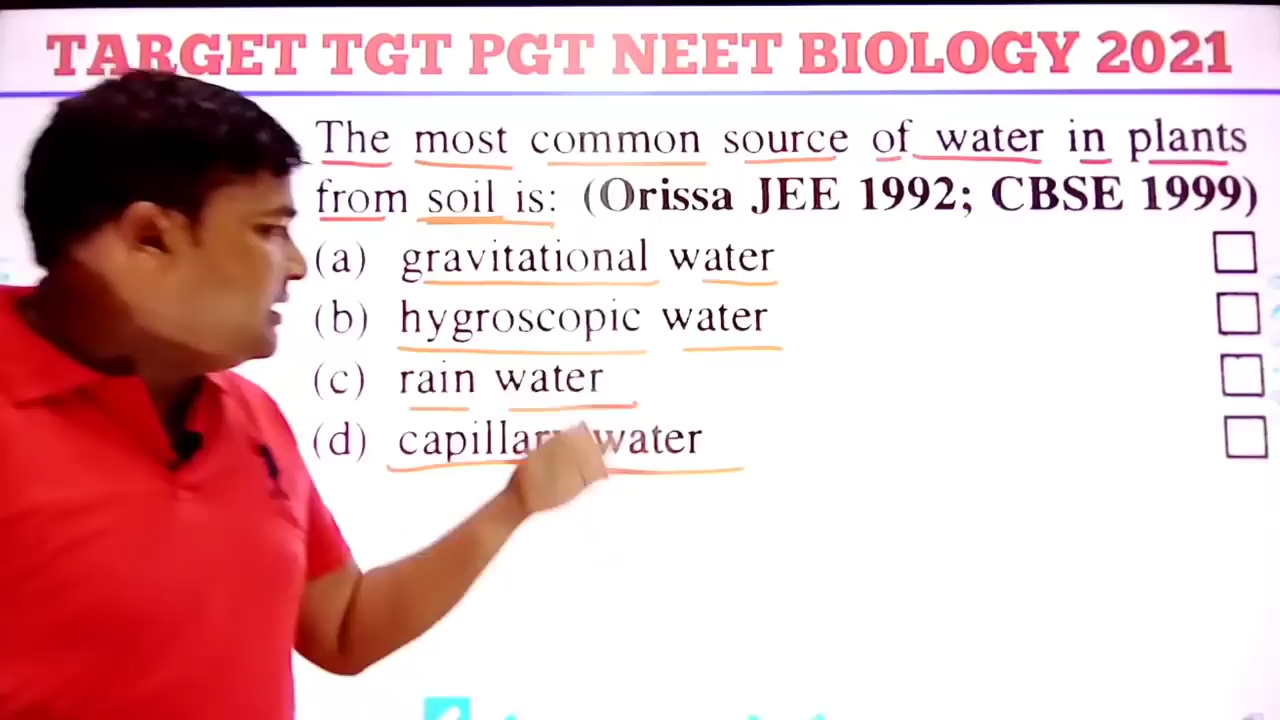 TARGET TGT PGT NEET BIOLOGY 2021
The most common source of water in plants
from soil is: (Orissa JEE 1992; CBSE 1999)
(a) gravitational water
(b) hygroscopic water
(c) rain water
(d) capillary water